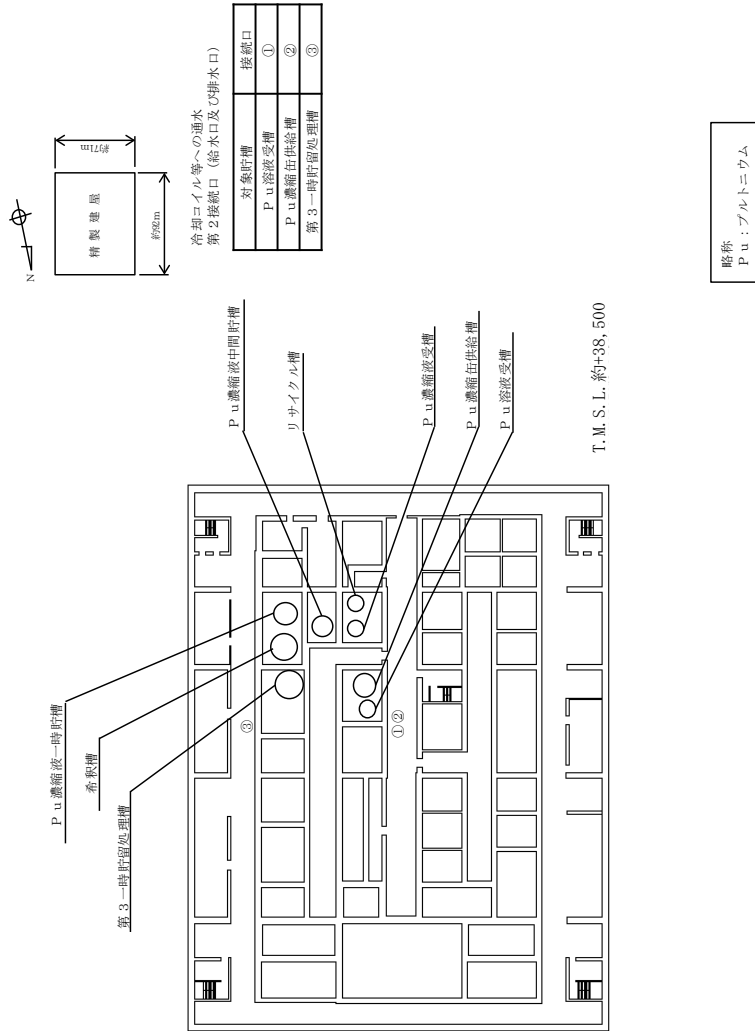 N
精製建屋
約71m
約92m
冷却コイル等への通水
第2接続口（給水口及び排水口）
対象貯槽 接続口
Pu溶液受槽 ①
Pu濃縮缶供給槽 ②
第3一時貯留処理槽 ③
Pu濃縮液一時貯槽
希釈槽
第3一時貯留処理槽
Pu濃縮液中間貯槽
リサイクル槽
Pu濃縮液受槽
Pu濃縮缶供給槽
Pu溶液受槽
③
①②
T.M.S.L.約+38,500
略称
Pu：プルトニウム